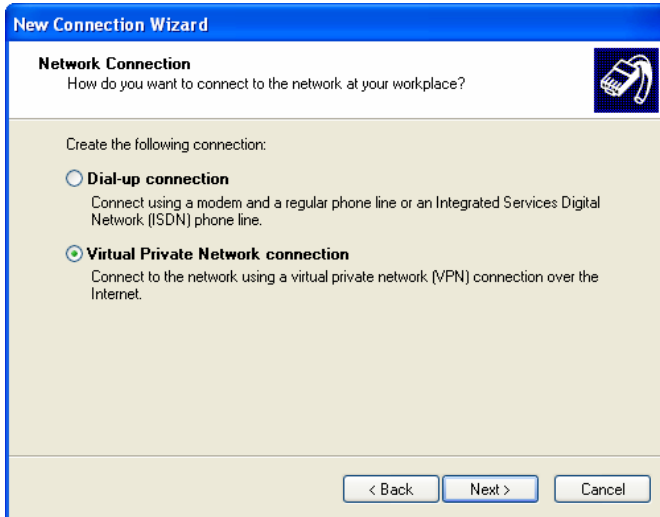 New Connection Wizard
Network Connection
How do you want to connect to the network at your workplace?
Create the following connection:
Dial-up connection
Connect using a modem and a regular phone line or an Integrated Services Digital
Network (ISDN) phone line.
Virtual Private Network connection
Connect to the network using a virtual private network (VPN) connection over the
Internet.
< Back
Next >
Cancel